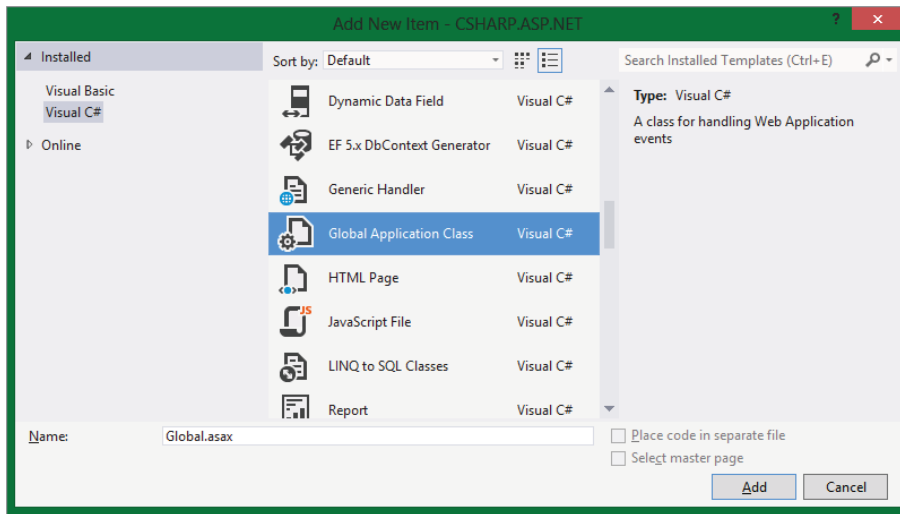 Add New Item - CSHARP.ASP.NET
?
Installed
Sort by: Default
Search Installed Templates (Ctrl+E)
Visual Basic
Visual C#
Online
Dynamic Data Field Visual C#
EF 5.x DbContext Generator Visual C#
Generic Handler Visual C#
Global Application Class Visual C#
HTML Page Visual C#
JS
JavaScript File Visual C#
LINQ to SQL Classes Visual C#
Report Visual C#
Type: Visual C#
A class for handling Web Application
events
Name: Global.asax
Place code in separate file
Select master page
Add Cancel